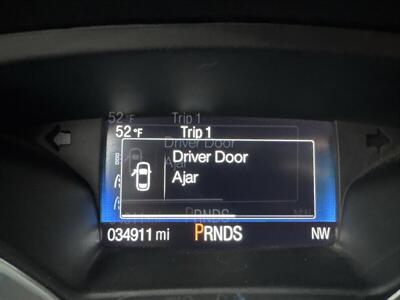 52°F Trip 1
Driver Door
Ajar
034911 mi PRNDS NW